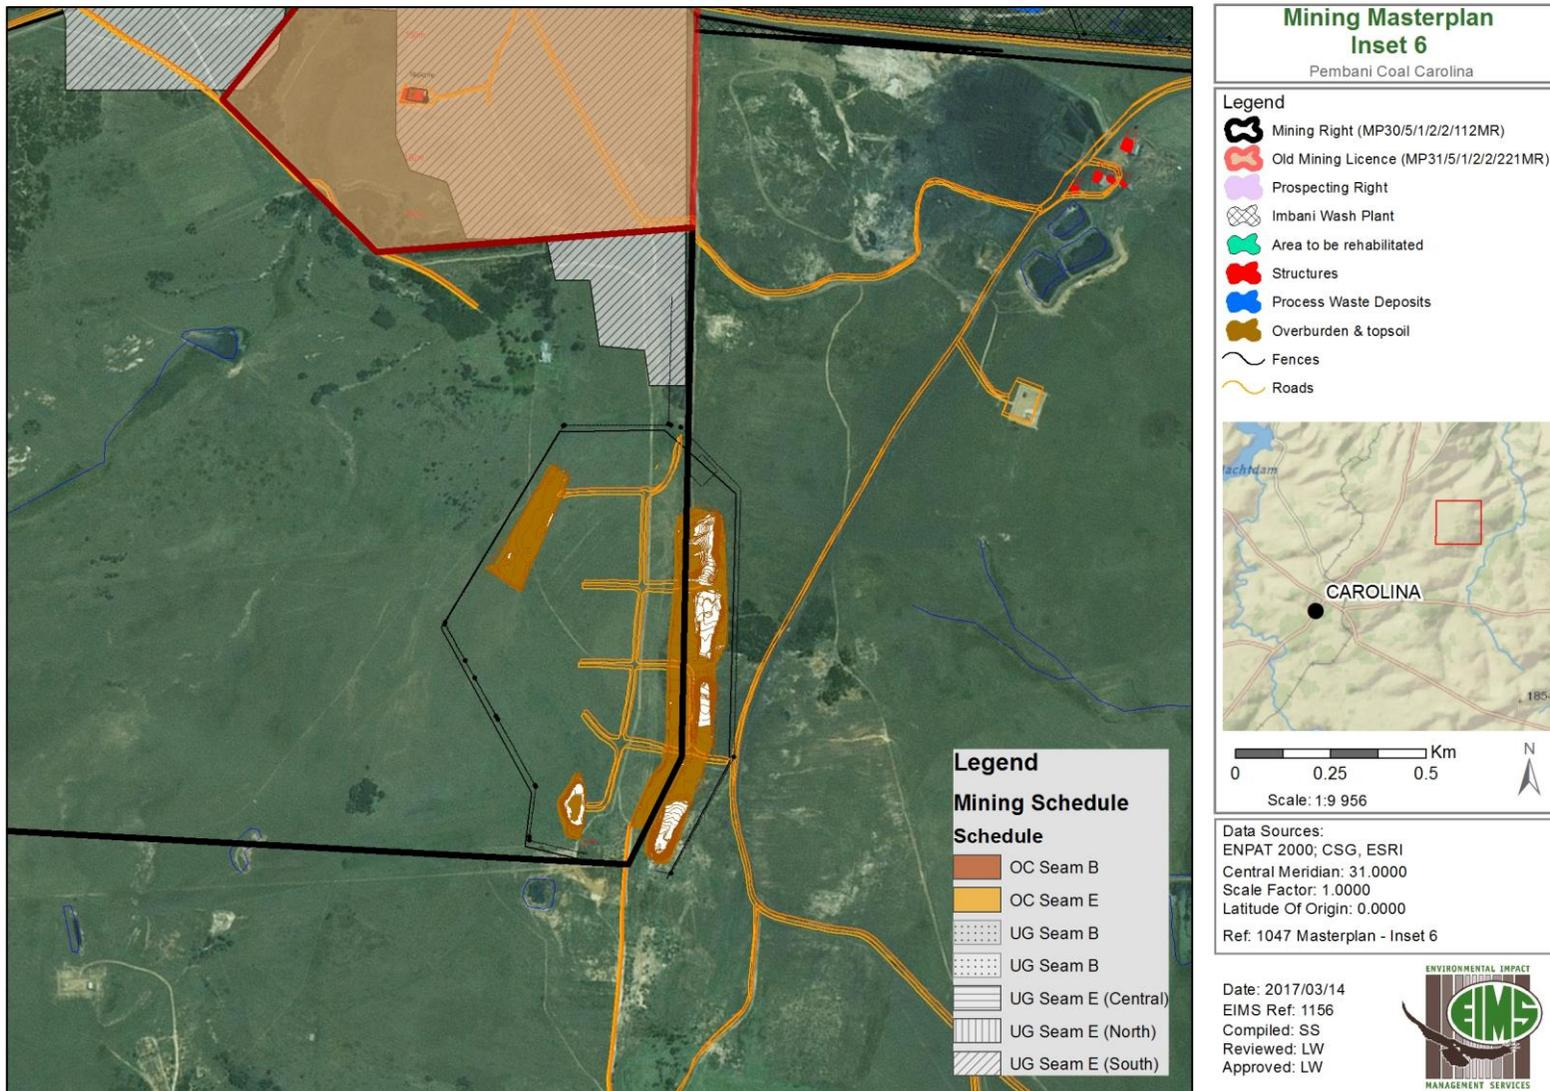 Mining Masterplan
Inset 6
Pembani Coal Carolina
Legend
Mining Right (MP30/5/1/2/2/112MR)
Old Mining Licence (MP31/5/1/2/2/221MR)
Prospecting Right
Imbani Wash Plant
Area to be rehabilitated
Structures
Process Waste Deposits
Overburden & topsoil
Fences
Roads
CAROLINA
Km
0 0.25 0.5
N
Scale: 1:9 956
Data Sources:
ENPAT 2000; CSG, ESRI
Central Meridian: 31.0000
Scale Factor: 1.0000
Latitude Of Origin: 0.0000
Ref: 1047 Masterplan - Inset 6
Date: 2017/03/14
EIMS Ref: 1156
Compiled: SS
Reviewed: LW
Approved: LW
ENVIRONMENTAL IMPACT
EIMS
MANAGEMENT SERVICES
Legend
Mining Schedule
Schedule
OC Seam B
OC Seam E
UG Seam B
UG Seam B
UG Seam E (Central)
UG Seam E (North)
UG Seam E (South)